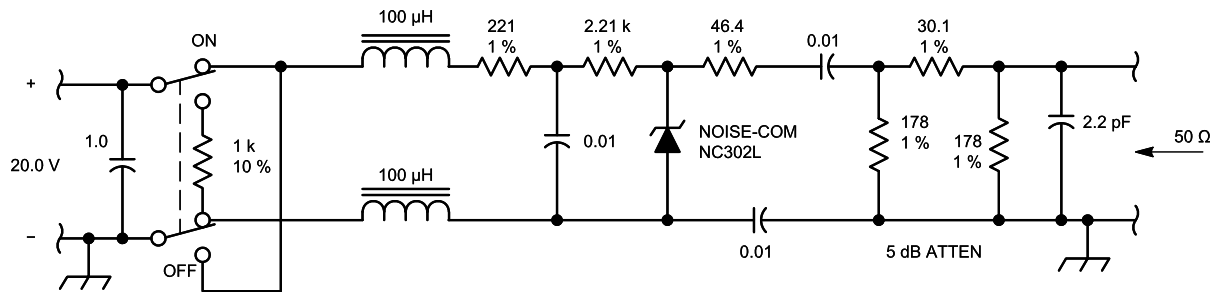 100 µH
221
1 %
2.21 k
1 %
46.4
1 %
0.01
30.1
1 %
ON
+
20.0 V
–
1.0
1 k
10 %
OFF
100 µH
0.01
NOISE-COM
NC302L
0.01
178
1 %
178
1 %
2.2 pF
50 Ω
5 dB ATTEN